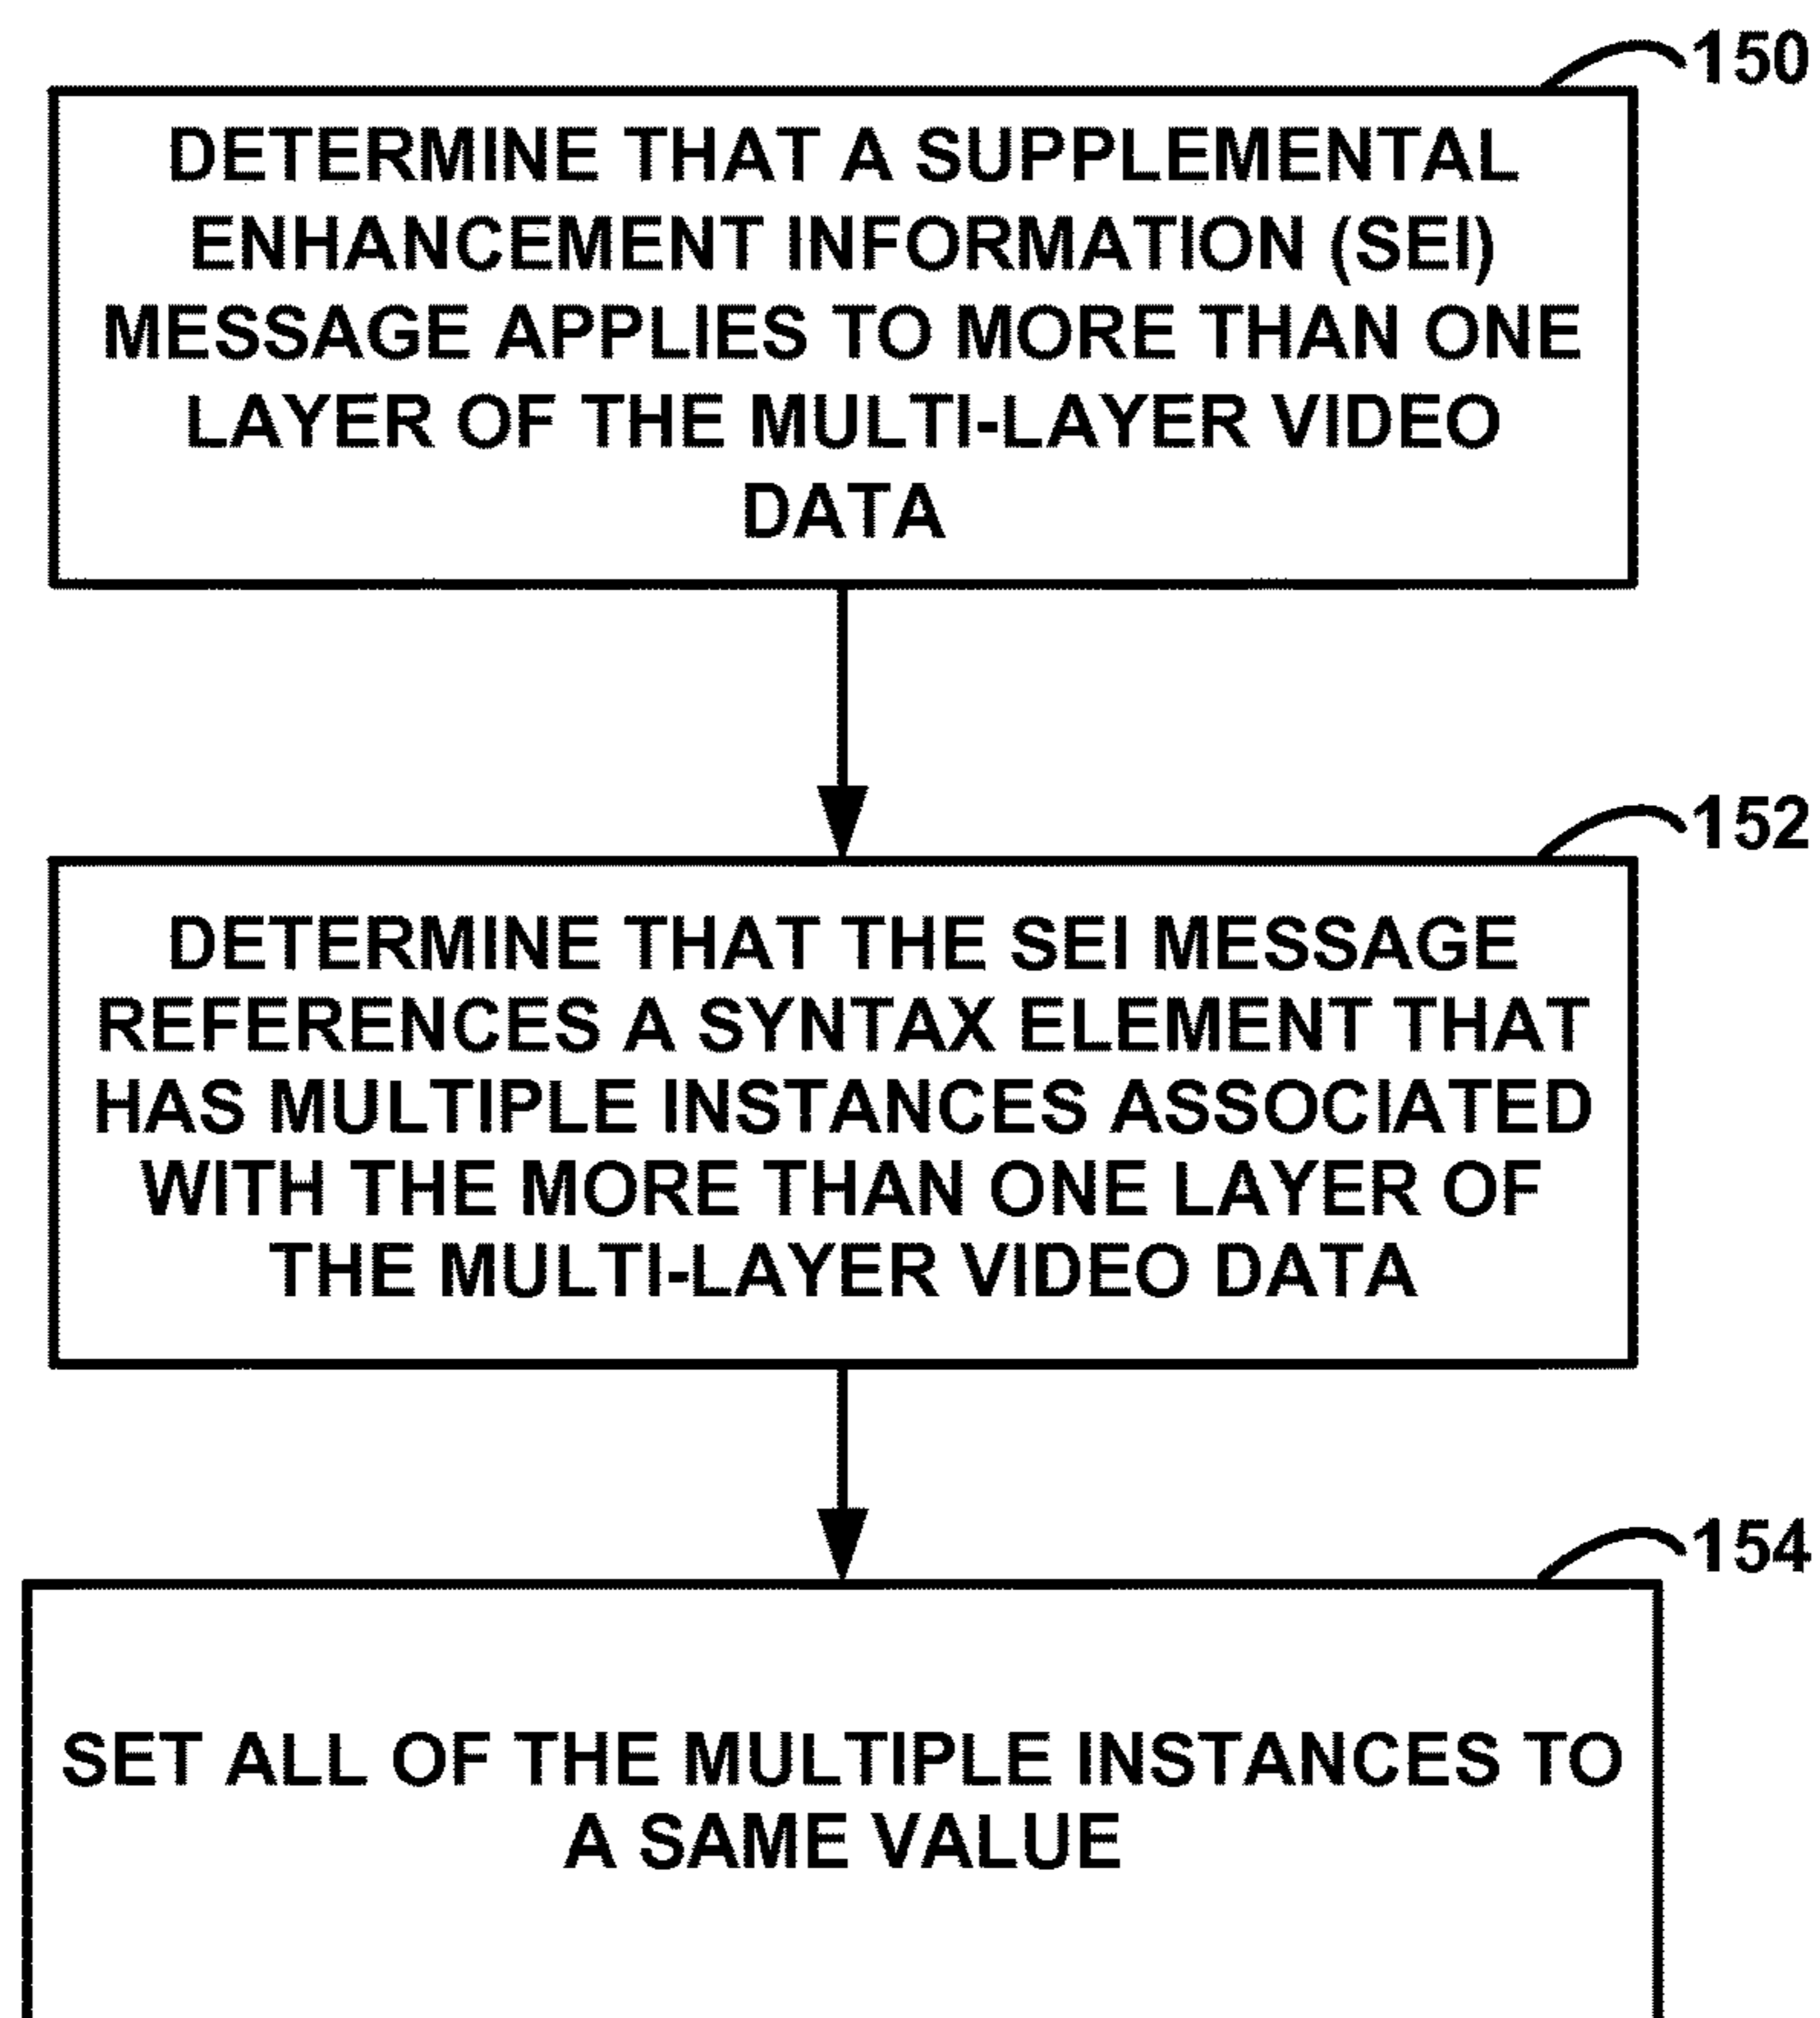 150
DETERMINE THAT A SUPPLEMENTAL
ENHANCEMENT INFORMATION (SEI)
MESSAGE APPLIES TO MORE THAN ONE
LAYER OF THE MULTI-LAYER VIDEO
DATA
152
DETERMINE THAT THE SEI MESSAGE
REFERENCES A SYNTAX ELEMENT THAT
HAS MULTIPLE INSTANCES ASSOCIATED
WITH THE MORE THAN ONE LAYER OF
THE MULTI-LAYER VIDEO DATA
154
SET ALL OF THE MULTIPLE INSTANCES TO
A SAME VALUE